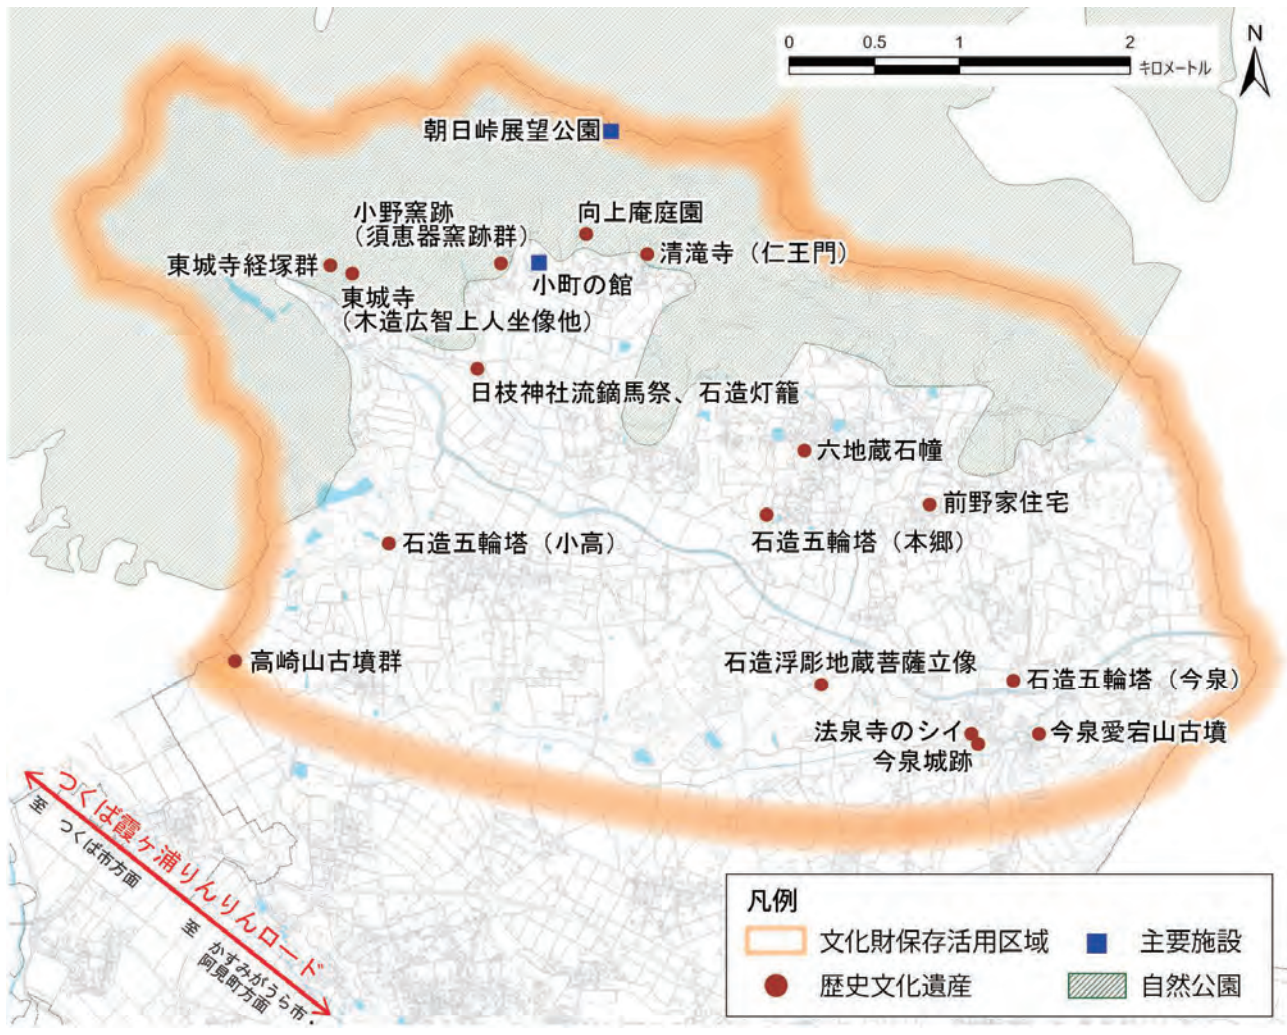 0
0.5
1
2
キロメートル
N
朝日峠展望公園
小野窯跡
（須恵器窯跡群）
向上庵庭園
清滝寺（仁王門）
東城寺経塚群
小町の館
東城寺
（木造広智上人坐像他）
日枝神社流鏑馬祭、石造灯籠
六地蔵石幢
前野家住宅
石造五輪塔（小高）
石造五輪塔（本郷）
高崎山古墳群
石造浮彫地蔵菩薩立像
石造五輪塔（今泉）
法泉寺のシイ
今泉愛宕山古墳
今泉城跡
つくば霞ヶ浦りんりんロード
至 つくば市方面
至 かすみがうら市・
阿見町方面
凡例
文化財保存活用区域
主要施設
歴史文化遺産
自然公園